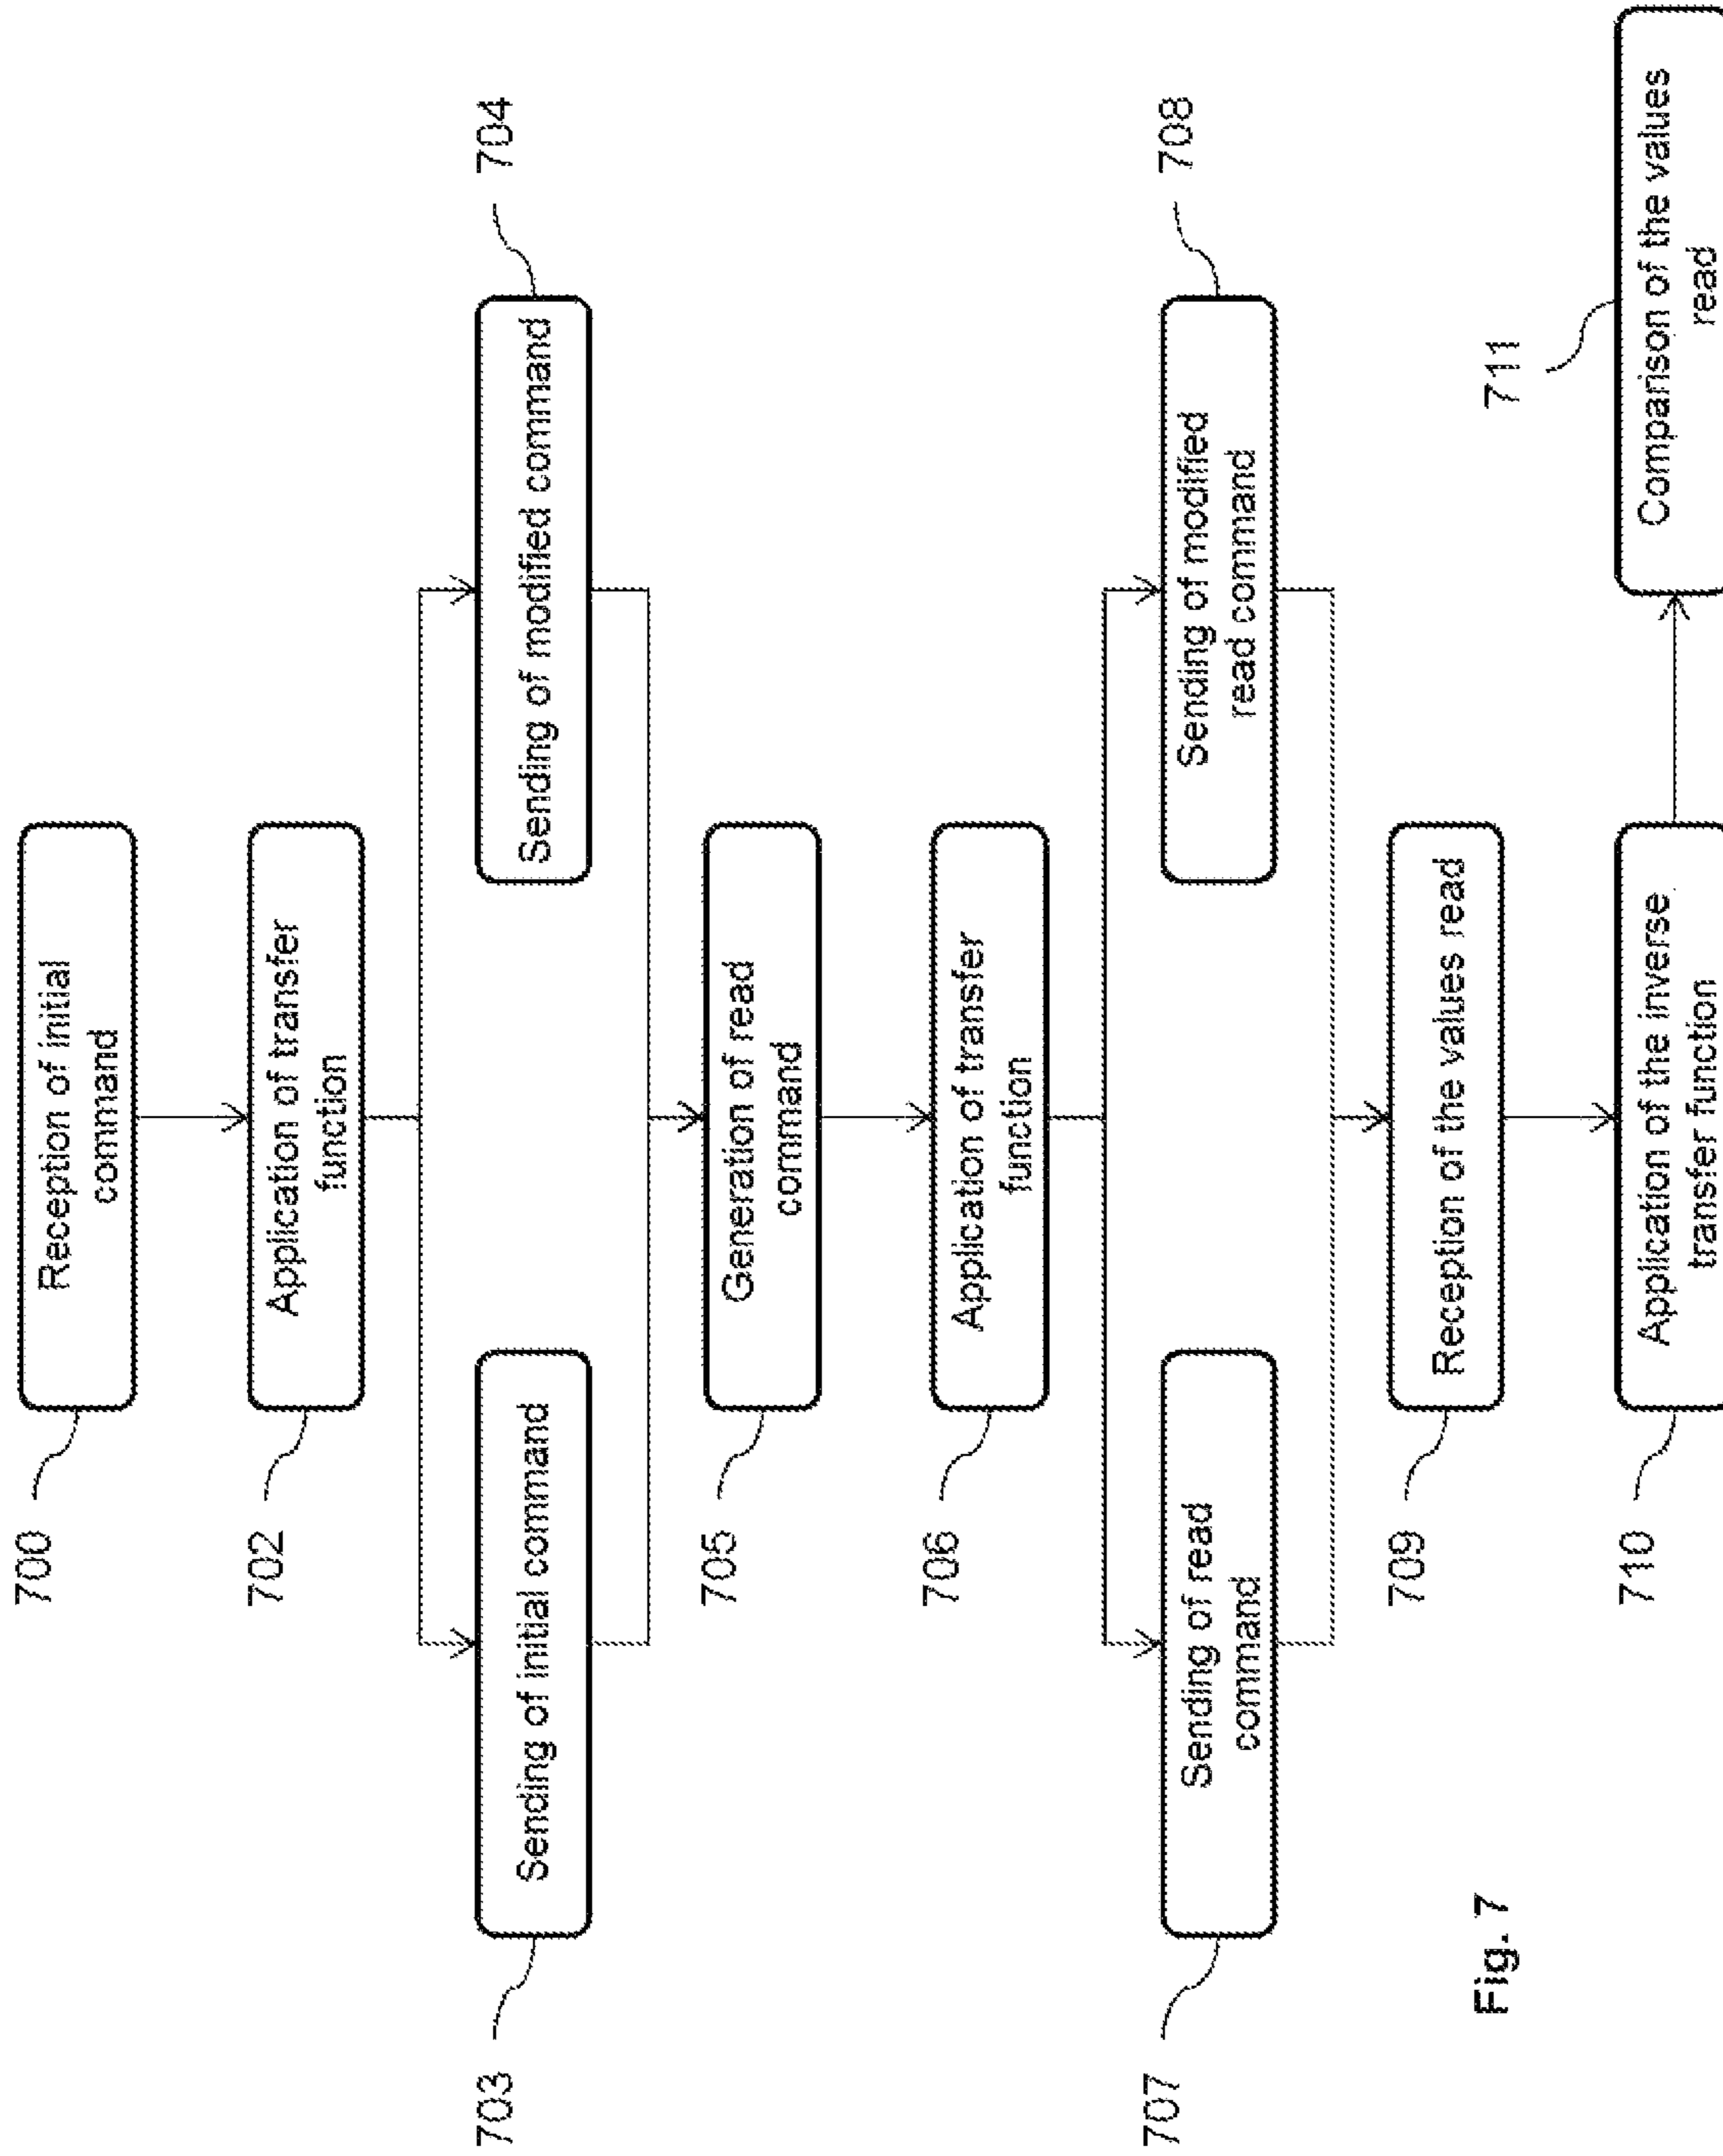 700
Reception of initial
command
702
Application of transfer
function
703
Sending of initial command
704
Sending of modified command
705
Generation of read
command
706
Application of transfer
function
707
Sending of read
command
708
Sending of modified
read command
709
Reception of the values read
710
Application of the inverse
transfer function
711
Comparison of the values
read
Fig. 7